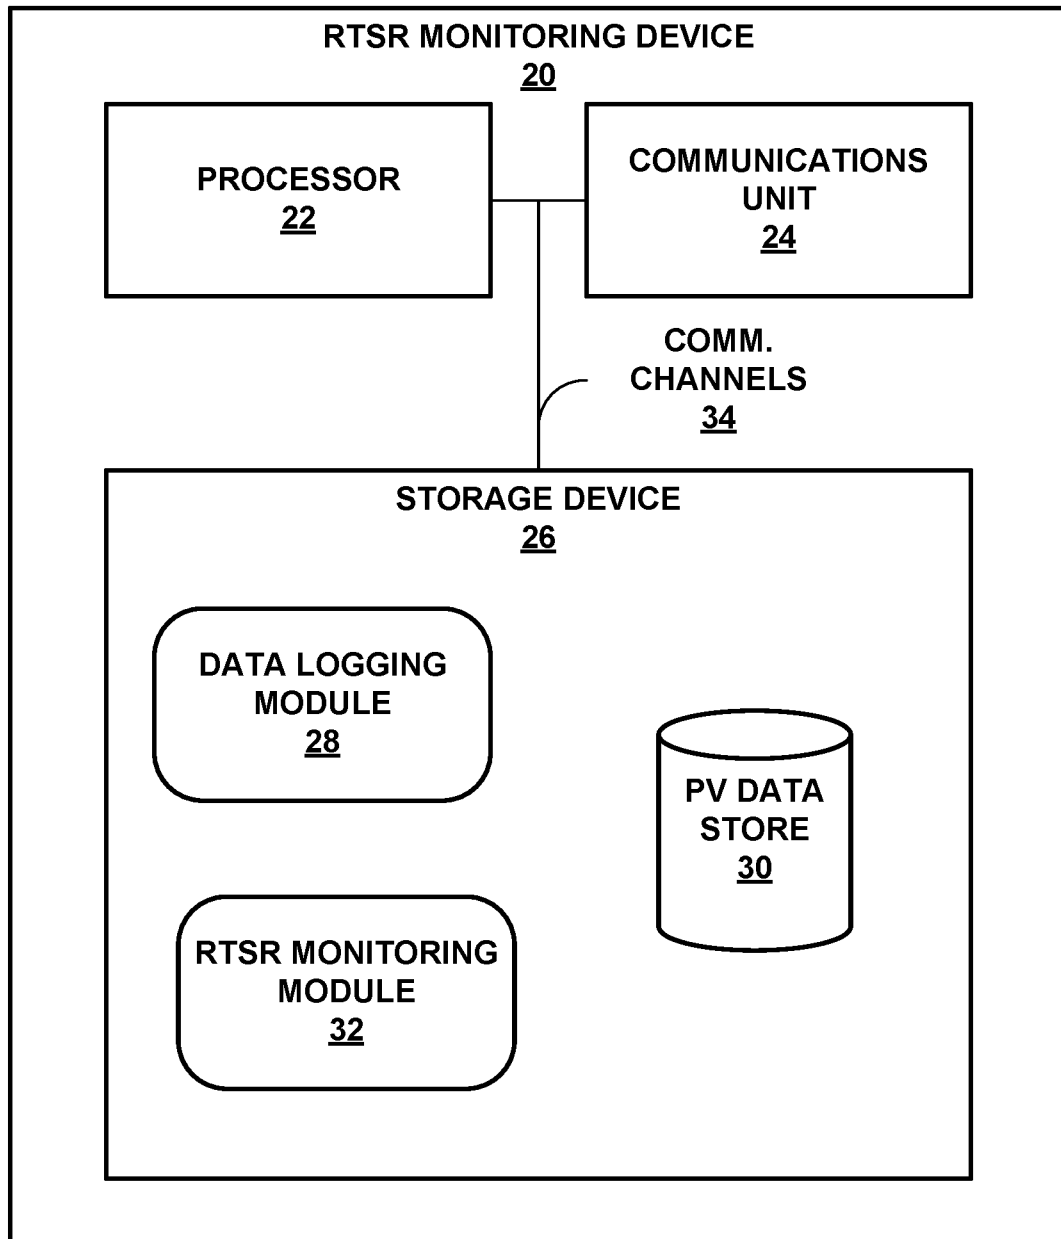 RTSR MONITORING DEVICE
20
PROCESSOR
22
COMMUNICATIONS
UNIT
24
COMM.
CHANNELS
34
STORAGE DEVICE
26
DATA LOGGING
MODULE
28
PV DATA
STORE
30
RTSR MONITORING
MODULE
32